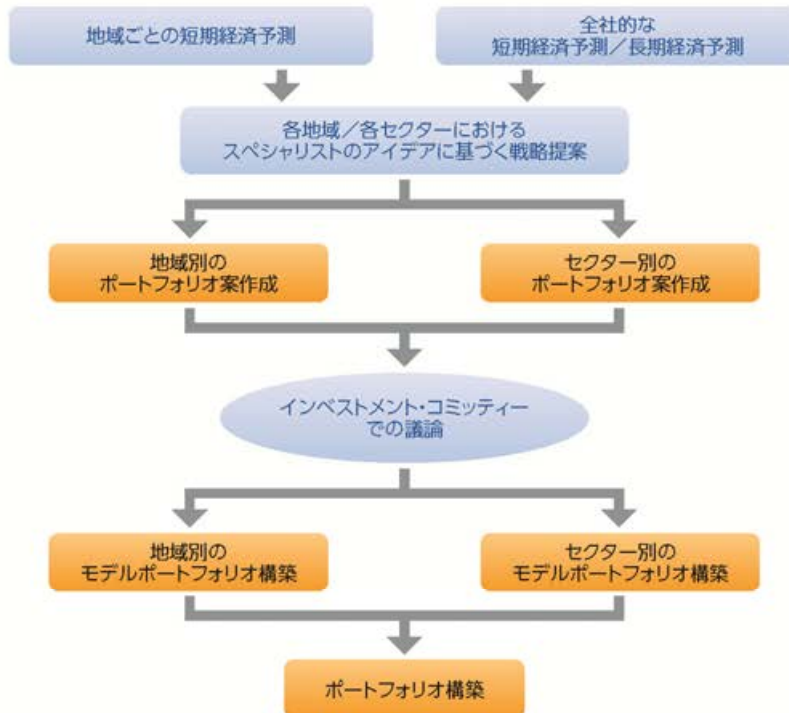 地域ごとの短期経済予測
全社的な
短期経済予測／長期経済予測
各地域／各セクターにおける
スペシャリストのアイデアに基づく戦略提案
地域別の
ポートフォリオ案作成
セクター別の
ポートフォリオ案作成
インベストメント・コミッティー
での議論
地域別の
モデルポートフォリオ構築
セクター別の
モデルポートフォリオ構築
ポートフォリオ構築